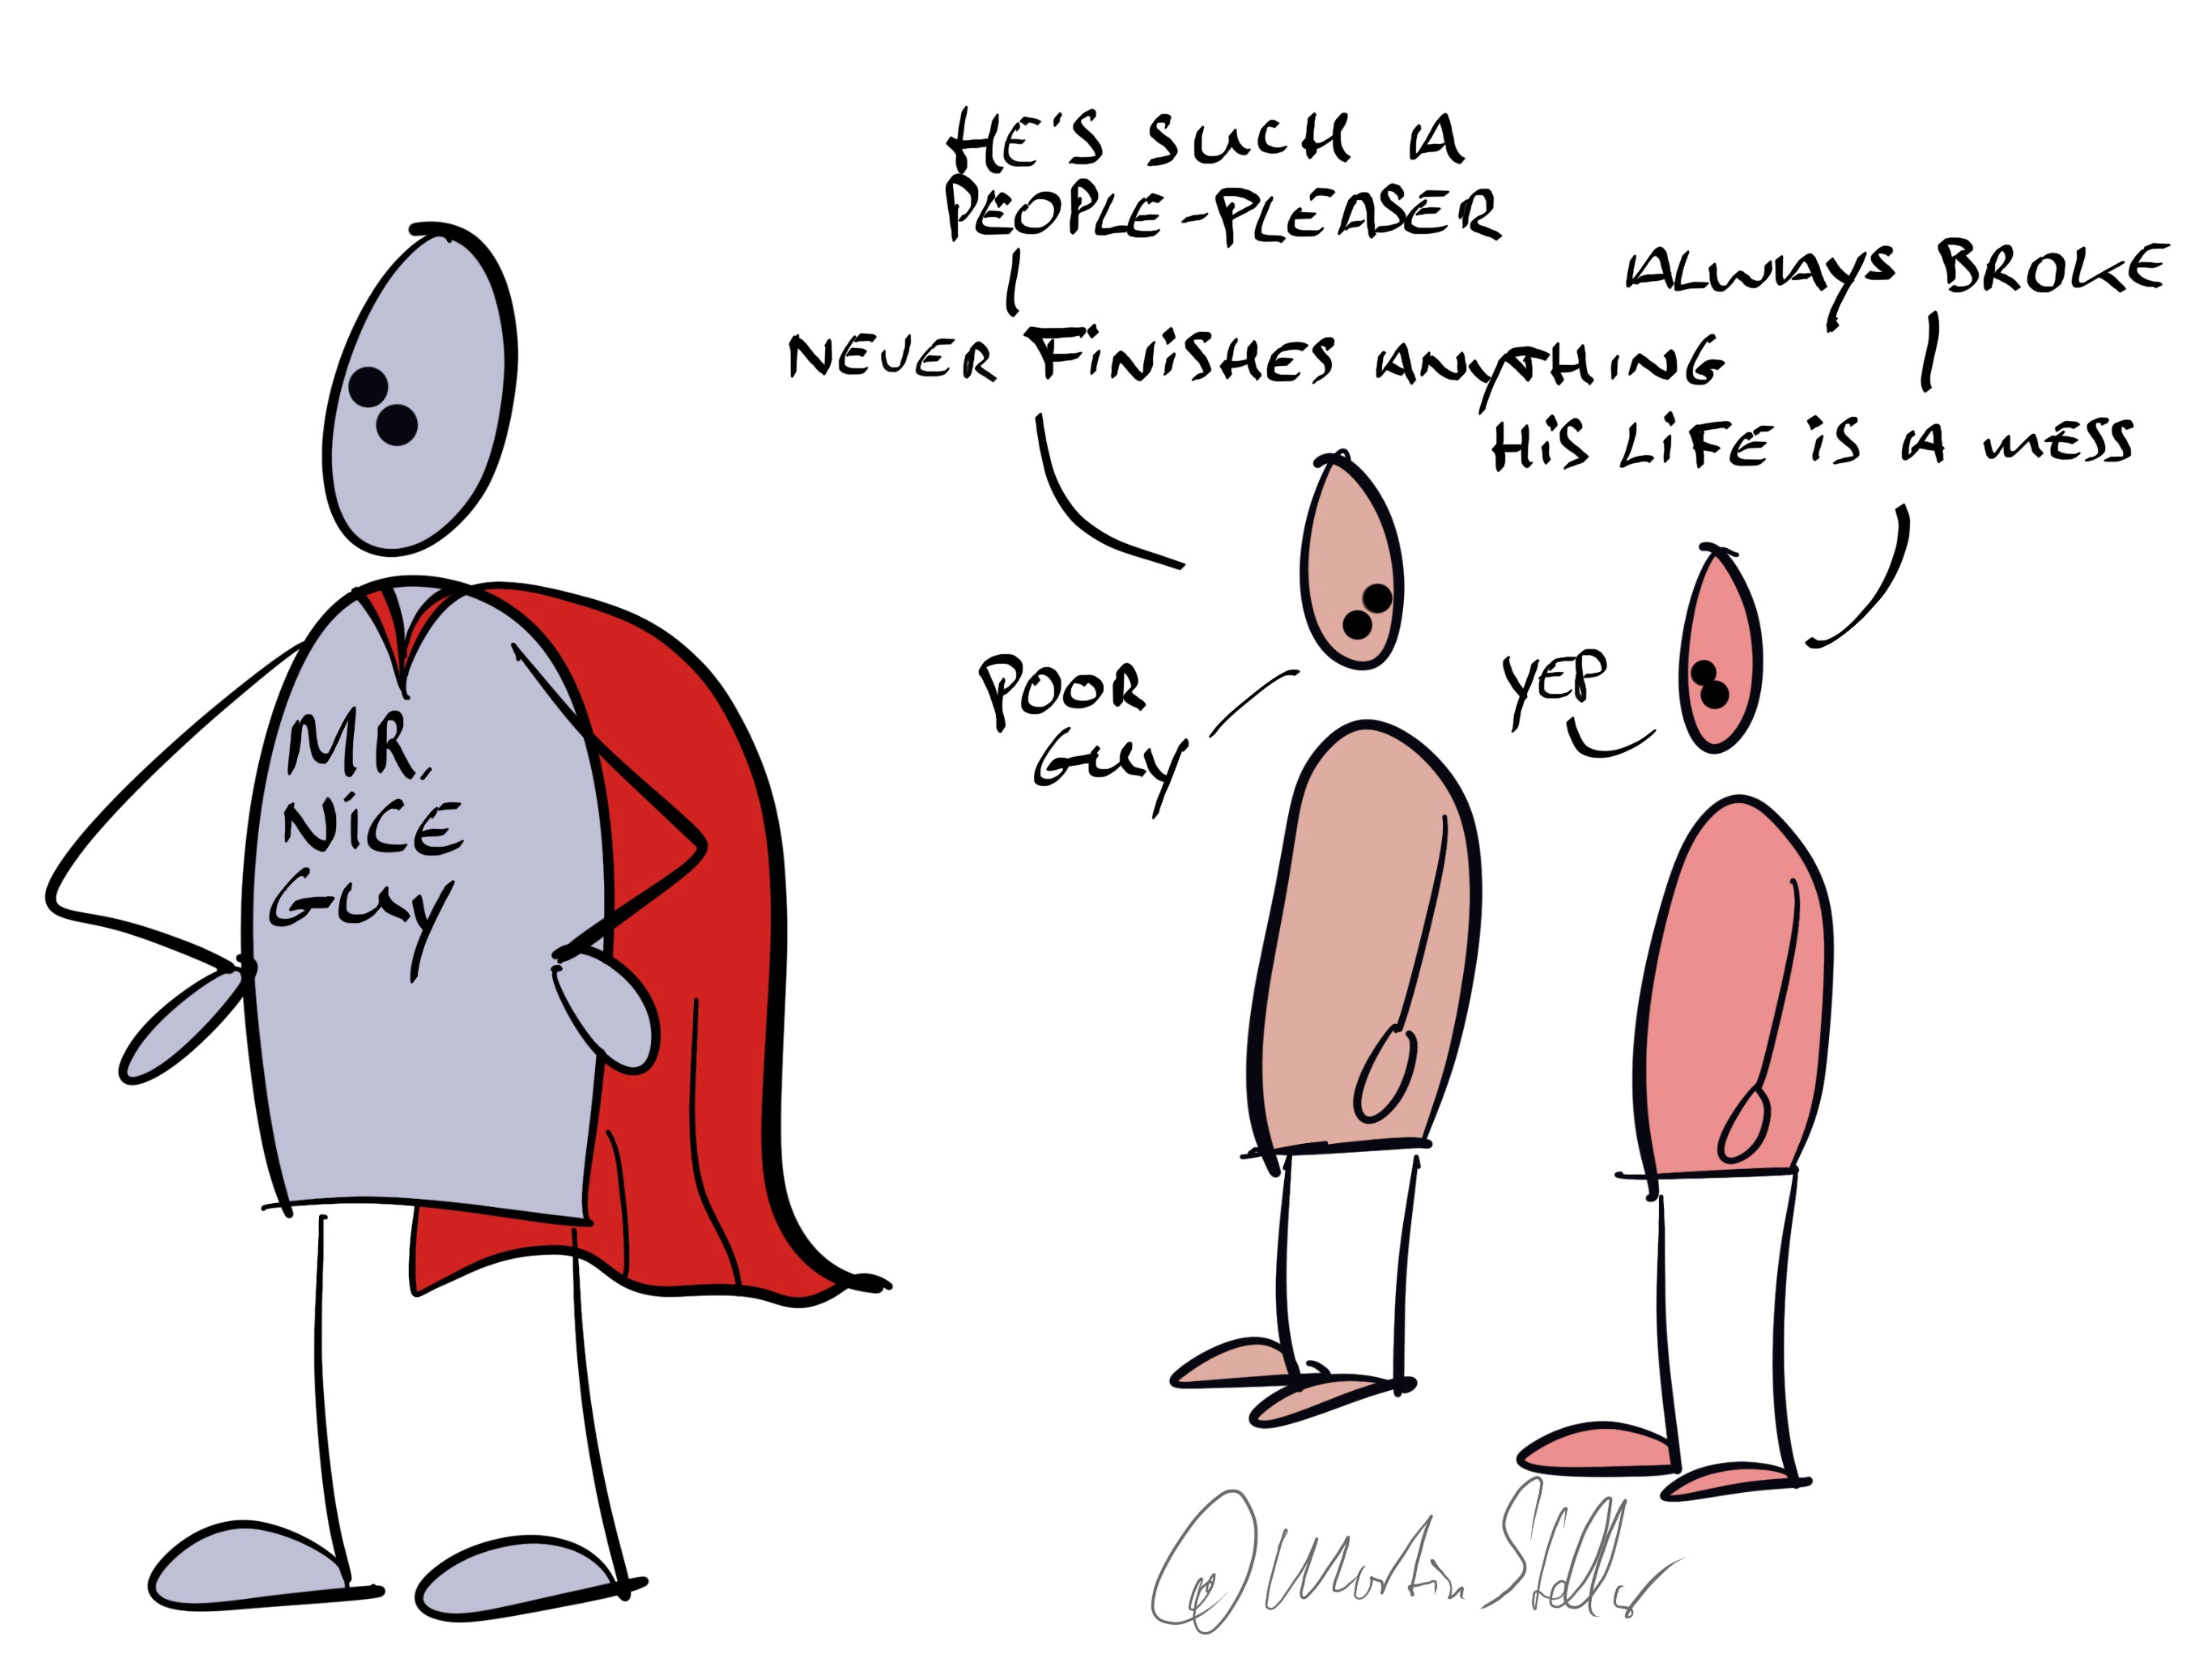 HE'S SUCH A
PEOPLE-PLEASER
ALWAYS BROKE
NEVER FINISHES ANYTHING
HIS LIFE IS A MESS
POOR
GUY
YEP
MR.
NICE
GUY
@Martin Stellar